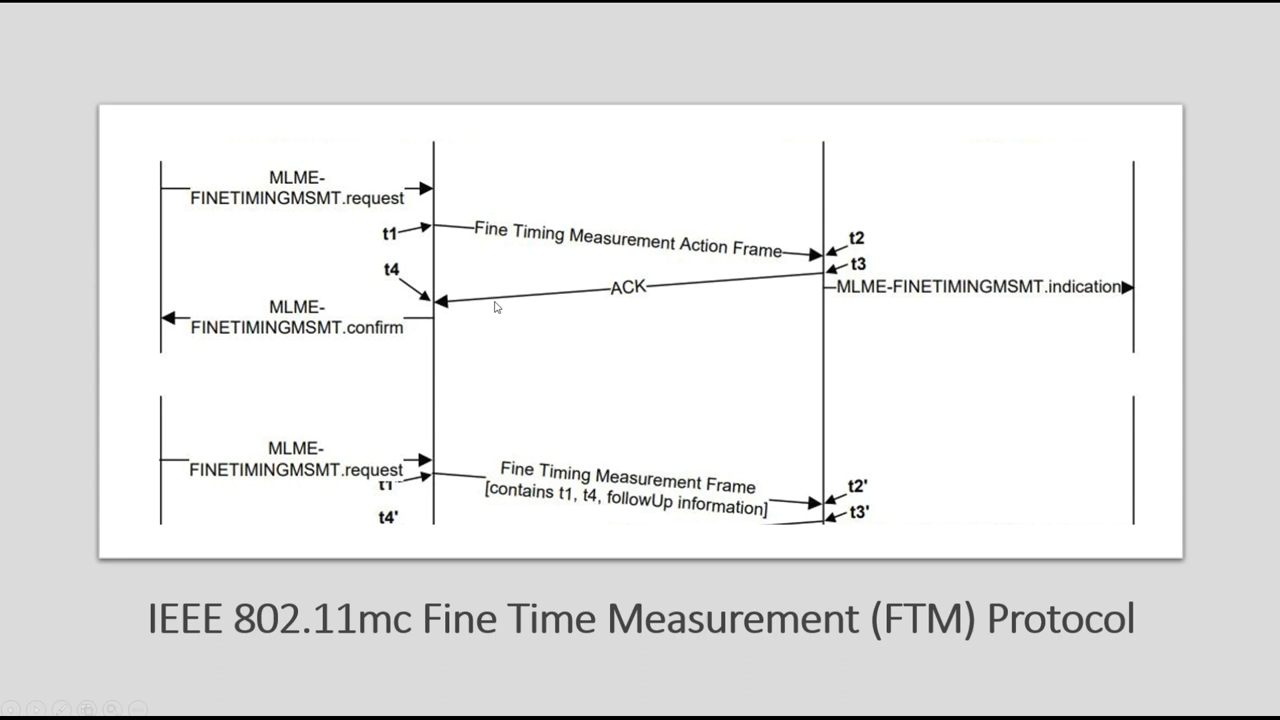 MLME-
FINETIMINGMSMT.request
t1
Fine Timing Measurement Action Frame
t2
t3
t4
ACK
MLME-FINETIMINGMSMT.indication
MLME-
FINETIMINGMSMT.confirm
MLME-
FINETIMINGMSMT.request
Fine Timing Measurement Frame
[contains t1, t4, followUp information]
t2'
t3'
t4'
IEEE 802.11mc Fine Time Measurement (FTM) Protocol